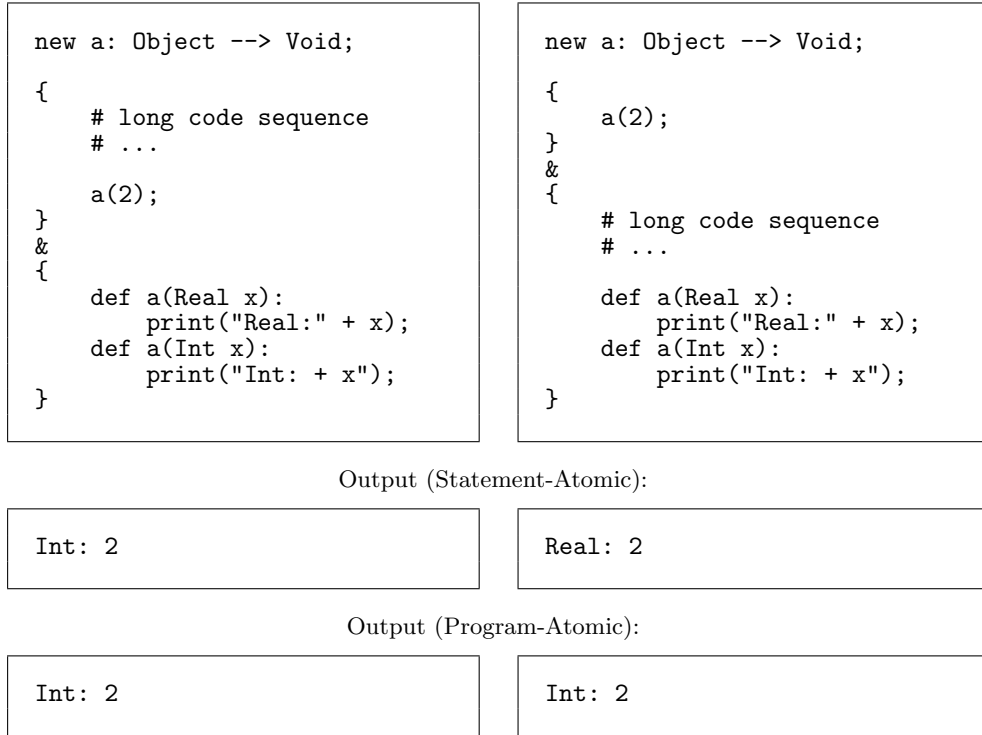 new a: Object --> Void;
{
# long code sequence
# ...
a(2);
}
&
{
def a(Real x):
print("Real:" + x);
def a(Int x):
print("Int: + x");
}
new a: Object --> Void;
{
a(2);
}
&
{
# long code sequence
# ...
def a(Real x):
print("Real:" + x);
def a(Int x):
print("Int: + x");
}
Output (Statement-Atomic):
Int: 2
Real: 2
Output (Program-Atomic):
Int: 2
Int: 2